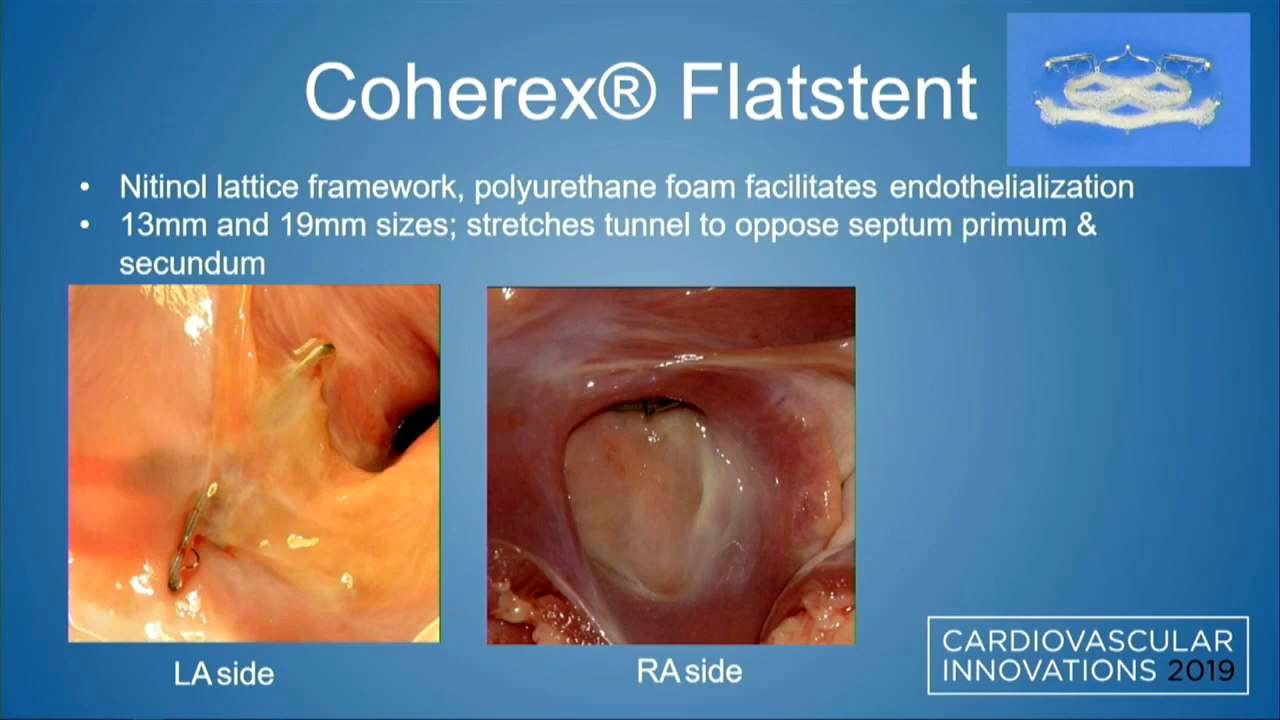 Coherex® Flatstent
• Nitinol lattice framework, polyurethane foam facilitates endothelialization
• 13mm and 19mm sizes; stretches tunnel to oppose septum primum &
secundum
LA side
RA side
CARDIOVASCULAR
INNOVATIONS 2019